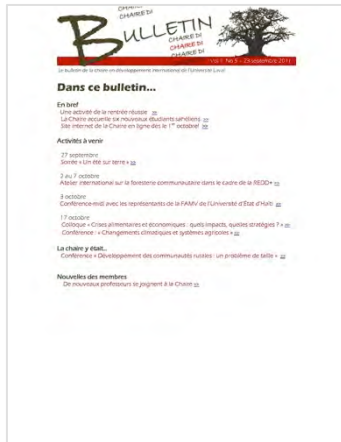 CHAIRE DI
BULLETIN
CHAIRE DI
CHAIRE DI
CHAIRE DI
Vol 1 No 3 – 23 septembre 2011
Le bulletin de la chaire en développement international de l'Université Laval
Dans ce bulletin...
En bref
Une activité de la rentrée réussie >>
La Chaire accueille six nouveaux étudiants sahéliens >>
Site internet de la Chaire en ligne dès le 1er octobre! >>
Activités à venir
27 septembre
Soirée « Un été sur terre » >>
2 au 7 octobre
Atelier international sur la foresterie communautaire dans le cadre de la REDD+ >>
3 octobre
Conférence-midi avec les représentants de la FAMV de l'Université d'État d'Haïti >>
17 octobre
Colloque « Crises alimentaires et économiques : quels impacts, quelles stratégies ? » >>
Conférence : « Changements climatiques et systèmes agricoles » >>
La chaire y était...
Conférence « Développement des communautés rurales : un problème de taille » >>
Nouvelles des membres
De nouveaux professeurs se joignent à la Chaire >>